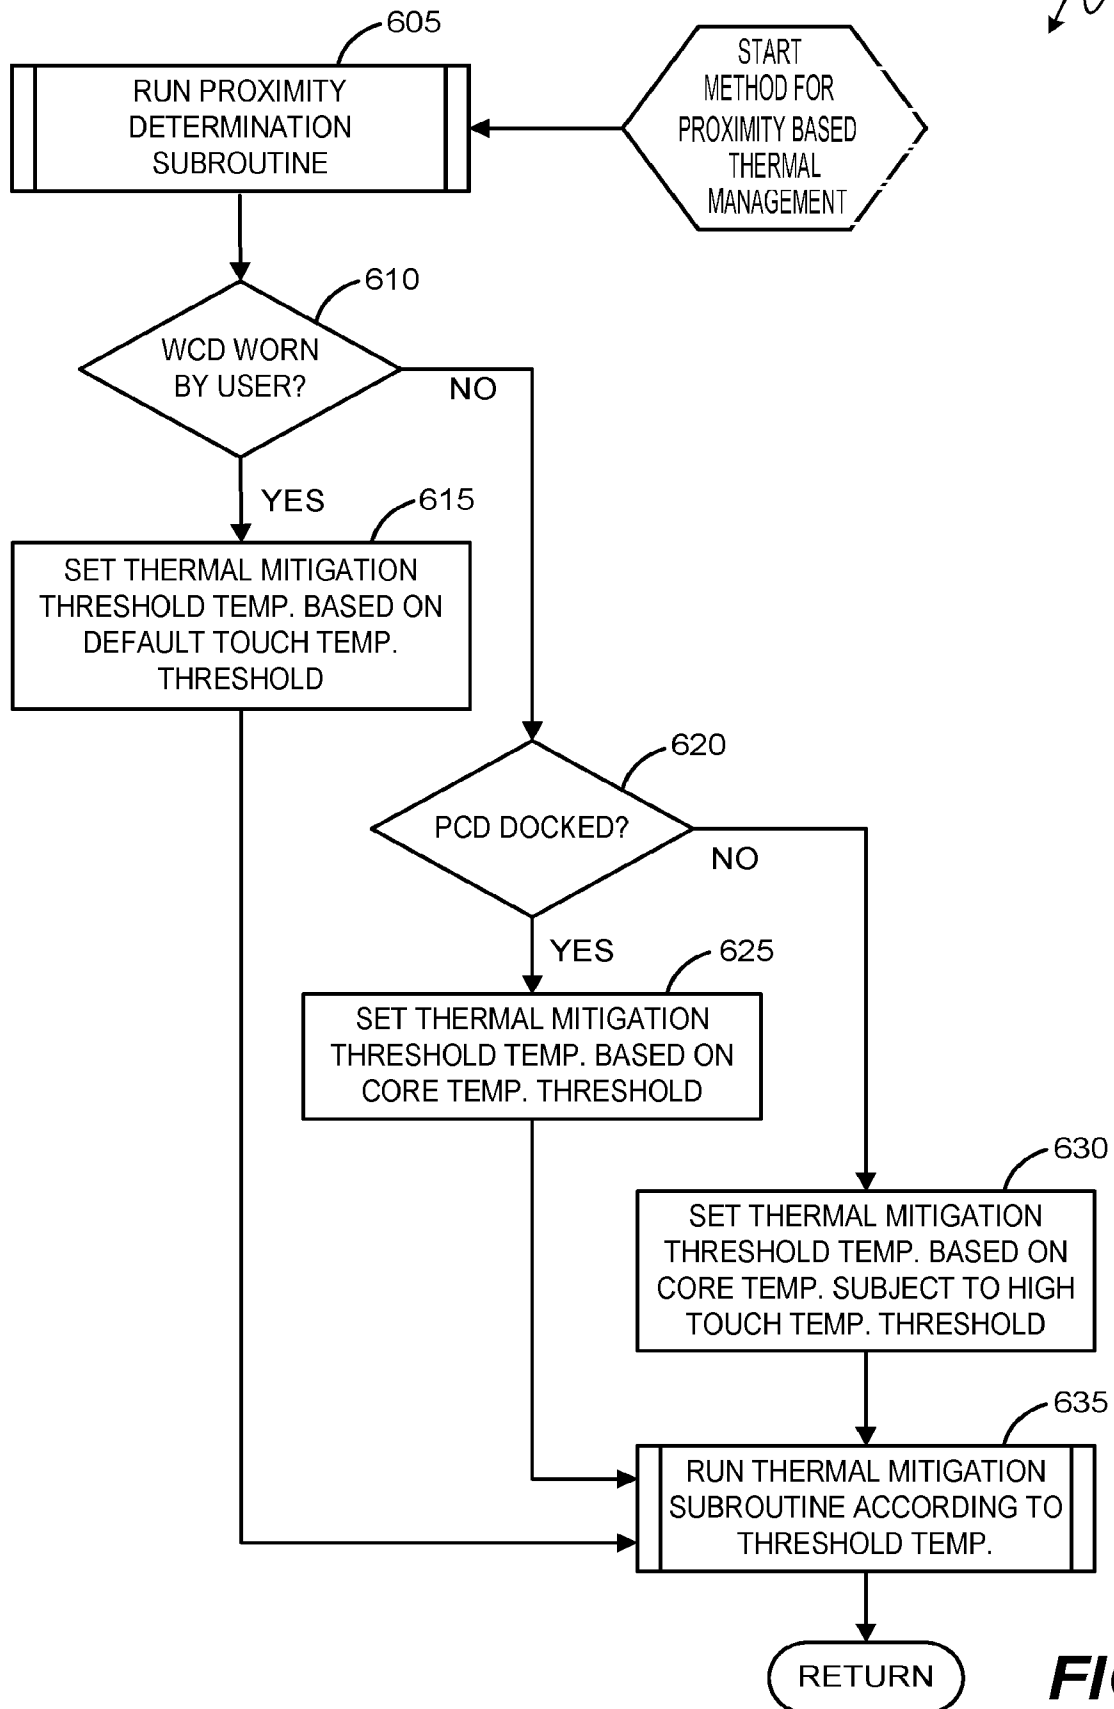 605
START
METHOD FOR
PROXIMITY BASED
THERMAL
MANAGEMENT
RUN PROXIMITY
DETERMINATION
SUBROUTINE
610
WCD WORN
BY USER?
NO
YES
615
SET THERMAL MITIGATION
THRESHOLD TEMP. BASED ON
DEFAULT TOUCH TEMP.
THRESHOLD
620
PCD DOCKED?
NO
YES
625
SET THERMAL MITIGATION
THRESHOLD TEMP. BASED ON
CORE TEMP. THRESHOLD
630
SET THERMAL MITIGATION
THRESHOLD TEMP. BASED ON
CORE TEMP. SUBJECT TO HIGH
TOUCH TEMP. THRESHOLD
635
RUN THERMAL MITIGATION
SUBROUTINE ACCORDING TO
THRESHOLD TEMP.
RETURN